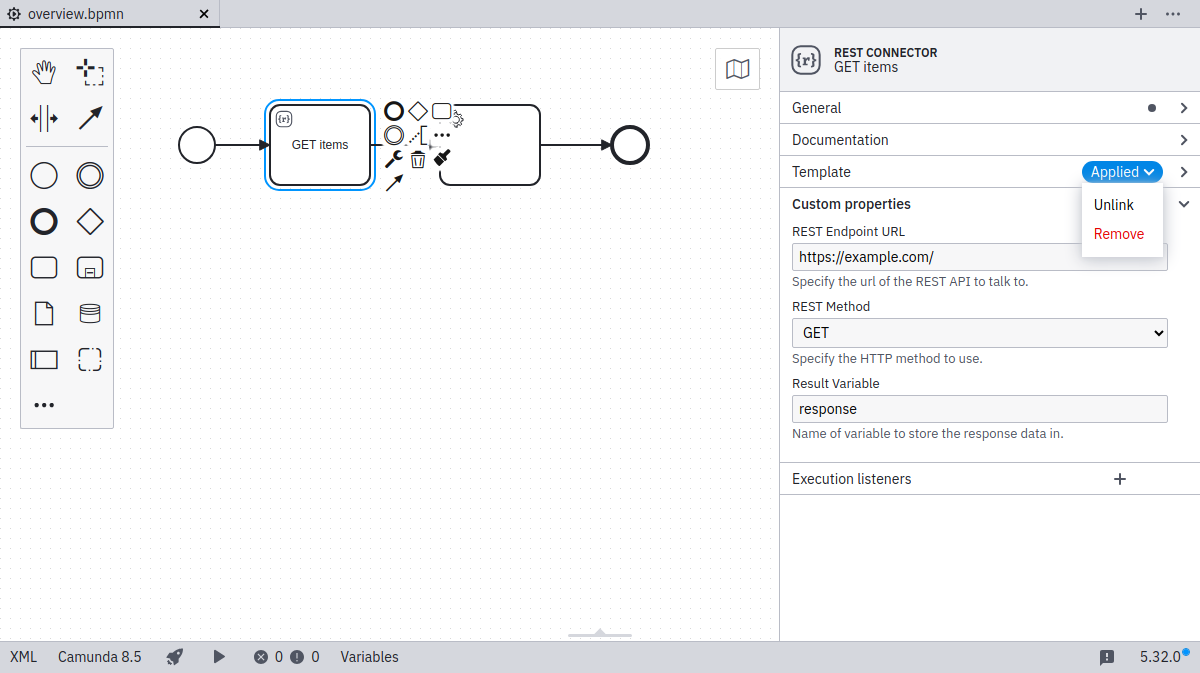 overview.bpmn
REST CONNECTOR
GET items
{r}
{r}
GET items
General
Documentation
Template
Applied
Unlink
Remove
Custom properties
REST Endpoint URL
https://example.com/
Specify the url of the REST API to talk to.
REST Method
GET
Specify the HTTP method to use.
Result Variable
response
Name of variable to store the response data in.
Execution listeners
XML Camunda 8.5 0 0 Variables 5.32.0